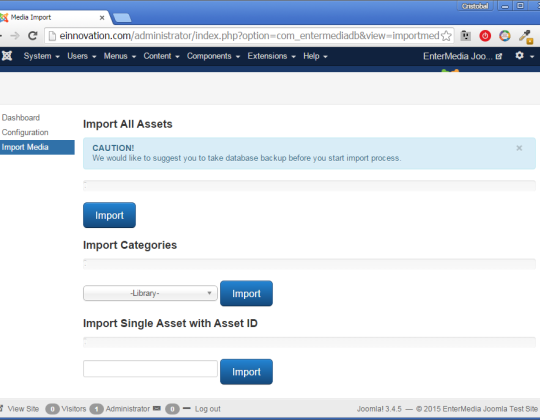 Cristobal
Media Import
einnovation.com/administrator/index.php?option=com_entermediadb&view=importmed
System Users Menus Content Components Extensions Help EnterMedia Joo...
Dashboard
Configuration
Import Media
Import All Assets
CAUTION!
We would like to suggest you to take database backup before you start import process.
Import
Import Categories
-Library-
Import
Import Single Asset with Asset ID
Import
View Site 0 Visitors 1 Administrator 0 Log out
Joomla! 3.4.5 — © 2015 EnterMedia Joomla Test Site